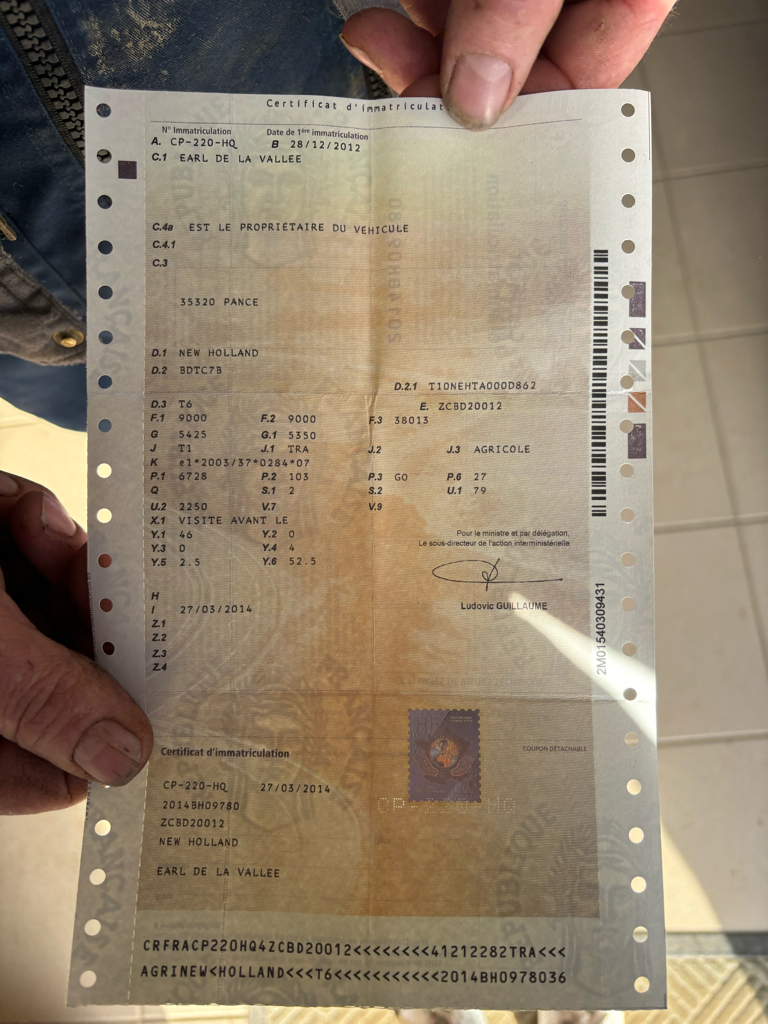 Certificat d'immatriculat
N° Immatriculation Date de 1ère immatriculation
A. CP-220-HQ B 28/12/2012
C.1 EARL DE LA VALLEE
C.4a EST LE PROPRIÉTAIRE DU VEHICULE
C.4.1
C.3
35320 PANCE
D.1 NEW HOLLAND
D.2 BDTC7B
D.2.1 T10NEHTA000D862
D.3 T6 E. ZCBD20012
F.1 9000 F.2 9000 F.3 38013
G 5425 G.1 5350
J T1 J.1 TRA J.2 J.3 AGRICOLE
K e1*2003/37*0284*07
P.1 6728 P.2 103 P.3 GO P.6 27
Q S.1 2 S.2 U.1 79
U.2 2250 V.7 V.9
X.1 VISITE AVANT LE
Y.1 46 Y.2 0
Y.3 0 Y.4 4
Y.5 2.5 Y.6 52.5
Pour le ministre et par délégation,
Le sous-directeur de l'action interministérielle
Ludovic GUILLAUME
H
I 27/03/2014
Z.1
Z.2
Z.3
Z.4
2M01540309431
Certificat d'immatriculation COUPON DÉTACHABLE
CP-220-HQ 27/03/2014
2014BH09780
ZCBD20012
NEW HOLLAND
EARL DE LA VALLEE
CP-220-HQ
CRFRACP220HQ4ZCBD20012<<<<<<<<41212282TRA<<<
AGRINEW<HOLLAND<<<T6<<<<<<<<<<<2014BH0978036